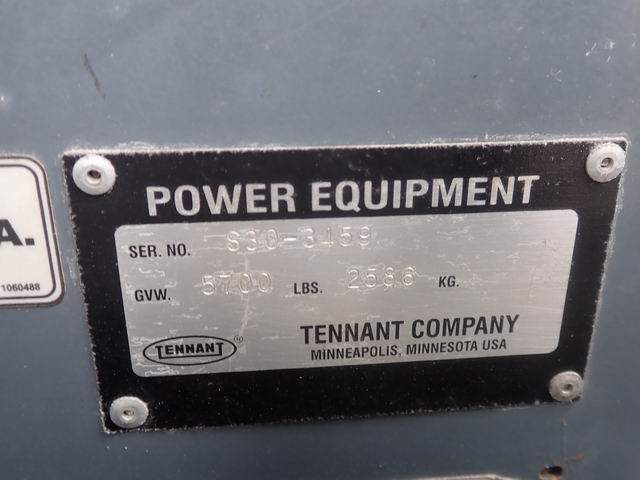 POWER EQUIPMENT
SER. NO. S30-3459
GVW. 5700 LBS. 2586 KG.
TENNANT ®
TENNANT COMPANY
MINNEAPOLIS, MINNESOTA USA
A.
1060488